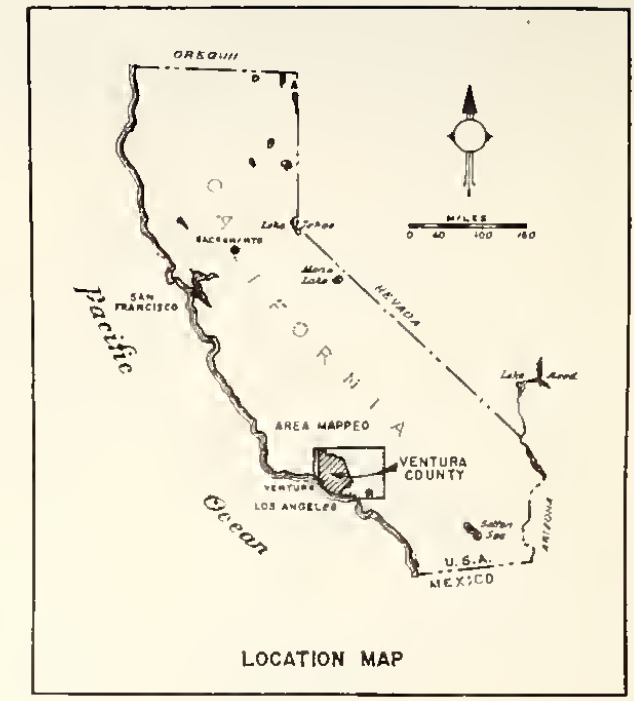 OREGON
CALIFORNIA
Lake Tahoe
SACRAMENTO
MILES
0 40 100 160
Mono
Lake
NEVADA
SAN
FRANCISCO
Pacific
Ocean
Lake Mead
AREA MAPPED
VENTURA
COUNTY
VENTURA
LOS ANGELES
Salton
Sea
ARIZONA
U.S.A.
MEXICO
LOCATION MAP